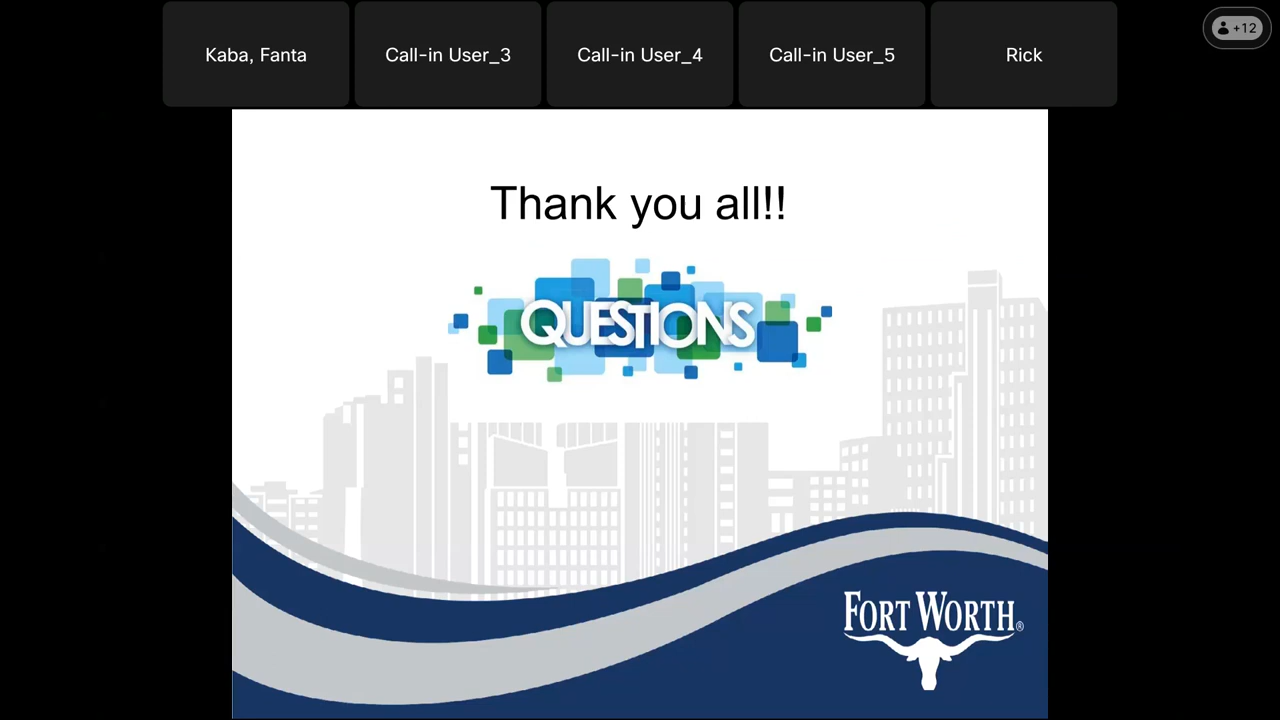 Kaba, Fanta
Call-in User_3
Call-in User_4
Call-in User_5
Rick
+12
Thank you all!!
QUESTIONS
FORT WORTH®